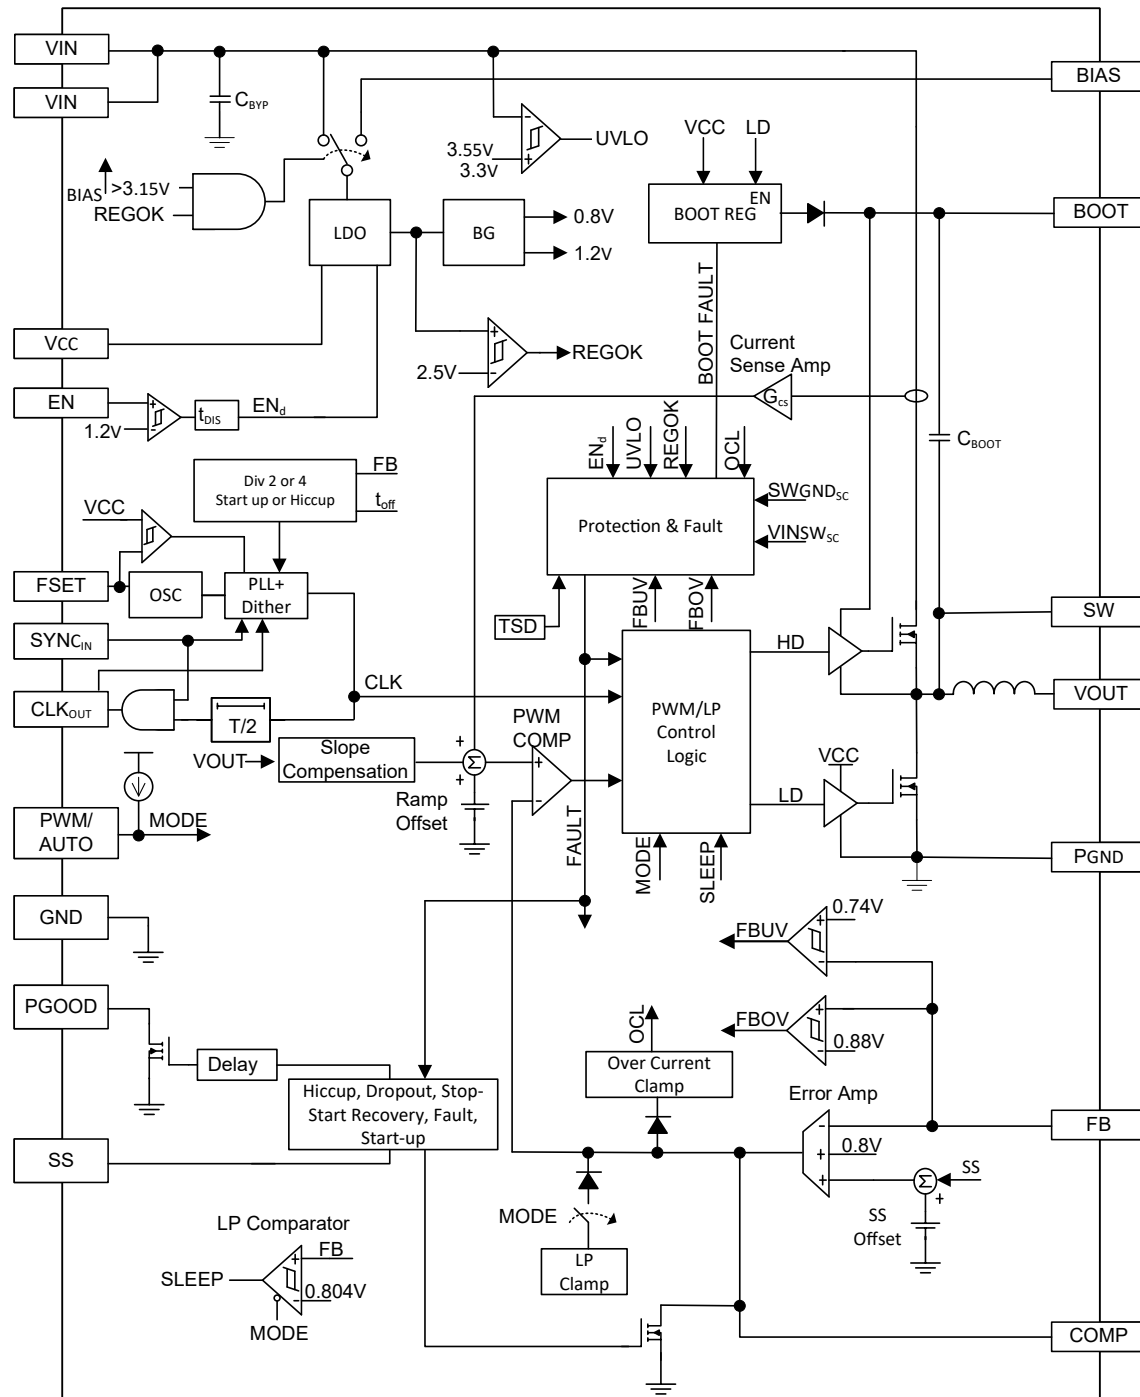 VIN
VIN
CBYP
BIAS
UVLO
3.55V
3.3V
VCC LD
BIAS >3.15V
REGOK
EN
BOOT REG
BOOT
LDO
BG
0.8V
1.2V
VCC
2.5V
REGOK
BOOT FAULT
Current
Sense Amp
Gcs
EN
1.2V
tDIS
ENd
CBOOT
Div 2 or 4
Start up or Hiccup
FB
toff
ENd
UVLO
REGOK
OCL
Protection & Fault
SWGNDSC
VINSWSC
VCC
FSET
OSC
PLL+
Dither
TSD
FBUV
FBOV
SYNCIN
SW
HD
CLKOUT
T/2
CLK
VOUT
PWM/LP
Control
Logic
VOUT
Slope
Compensation
+
Σ
+
PWM
COMP
+
-
Ramp
Offset
VCC
LD
PWM/
AUTO
MODE
FAULT
MODE
SLEEP
PGND
GND
FBUV
+
-
0.74V
PGOOD
FBOV
+
-
0.88V
Delay
OCL
Over Current
Clamp
Hiccup, Dropout, Stop-
Start Recovery, Fault,
Start-up
Error Amp
-
+
+
0.8V
FB
SS
Σ
+
SS
SS
Offset
MODE
LP
Clamp
LP Comparator
SLEEP
+
-
FB
0.804V
MODE
COMP